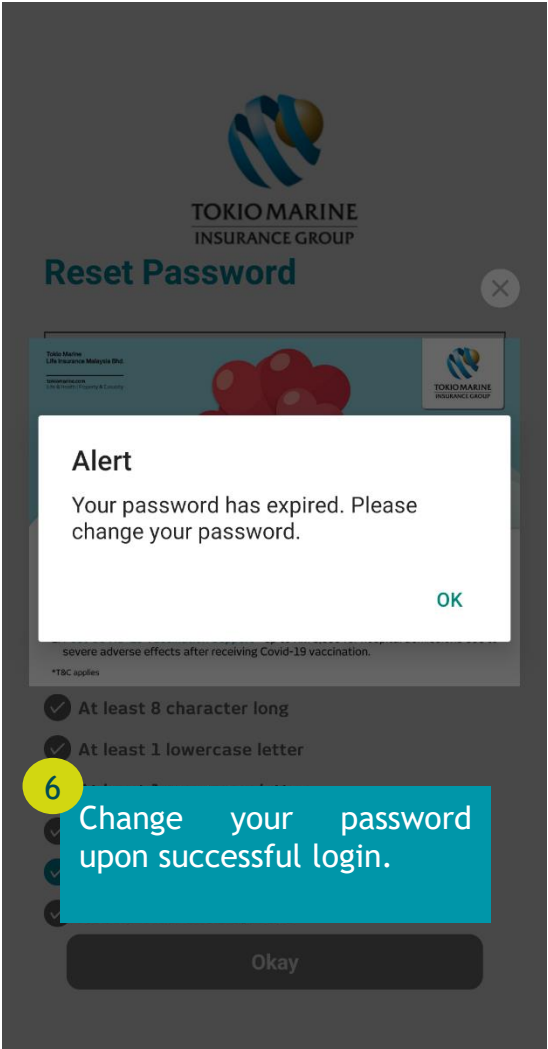 TOKIO MARINE
INSURANCE GROUP
Reset Password
Tokio Marine
Life Insurance Malaysia Bhd.
TOKIO MARINE
INSURANCE GROUP
Alert
Your password has expired. Please
change your password.
OK
severe adverse effects after receiving Covid-19 vaccination.
*T&C applies
At least 8 character long
At least 1 lowercase letter
6
Change your password
upon successful login.
Okay